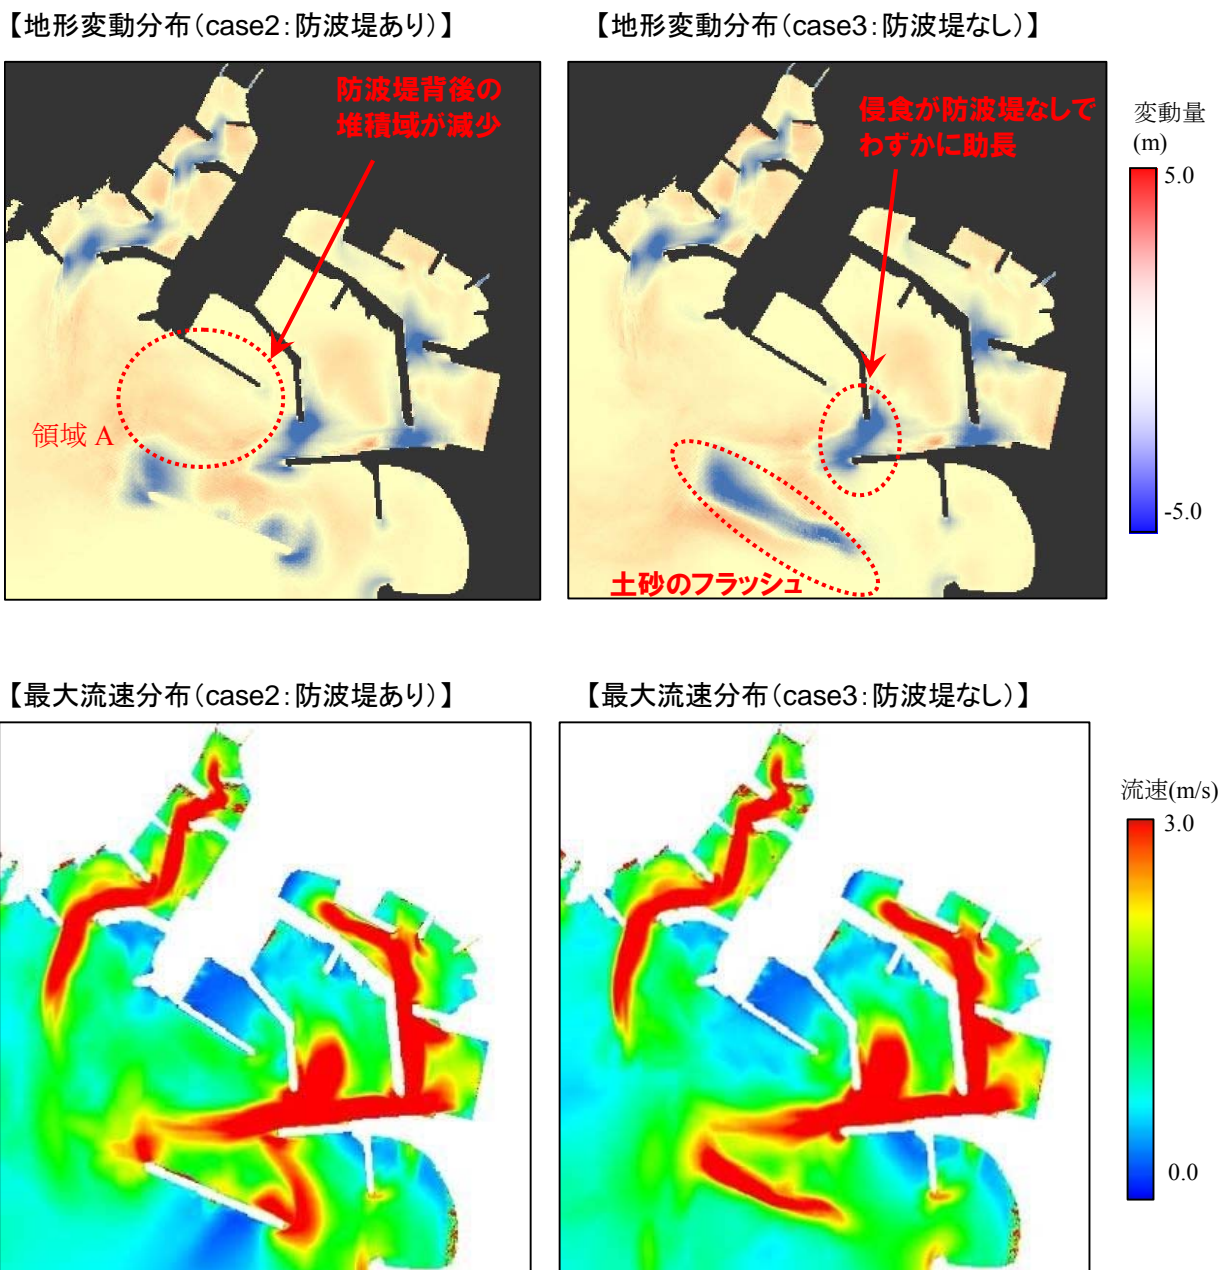 【地形変動分布(case2:防波堤あり)】
【地形変動分布(case3:防波堤なし)】
防波堤背後の
堆積域が減少
領域 A
侵食が防波堤なしで
わずかに助長
土砂のフラッシュ
変動量
(m)
5.0
-5.0
【最大流速分布(case2:防波堤あり)】
【最大流速分布(case3:防波堤なし)】
流速(m/s)
3.0
0.0